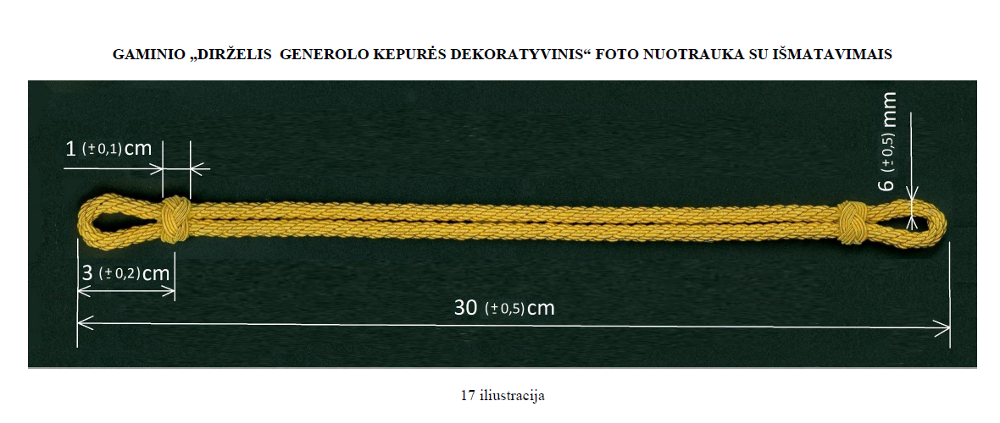 GAMINIO „DIRŽELIS GENEROLO KEPURĖS DEKORATYVINIS“ FOTO NUOTRAUKA SU IŠMATAVIMAIS
1 (±0,1) cm
6 (±0,5) mm
3 (±0,2) cm
30 (±0,5) cm
17 iliustracija